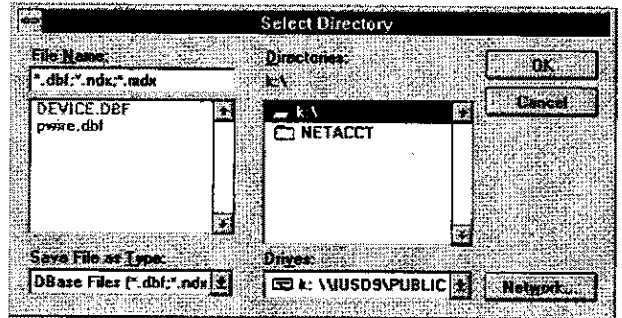 Select Directory
File Name:
*.dbf;*.ndx;*.mdx
DEVICE.DBF
pwire.dbf
Save File as Type:
DBase Files (*.dbf;*.ndx
Directories:
k:\
k:\
NETACCT
Drives:
k: \\IUSD9\PUBLIC
OK
Cancel
Network...